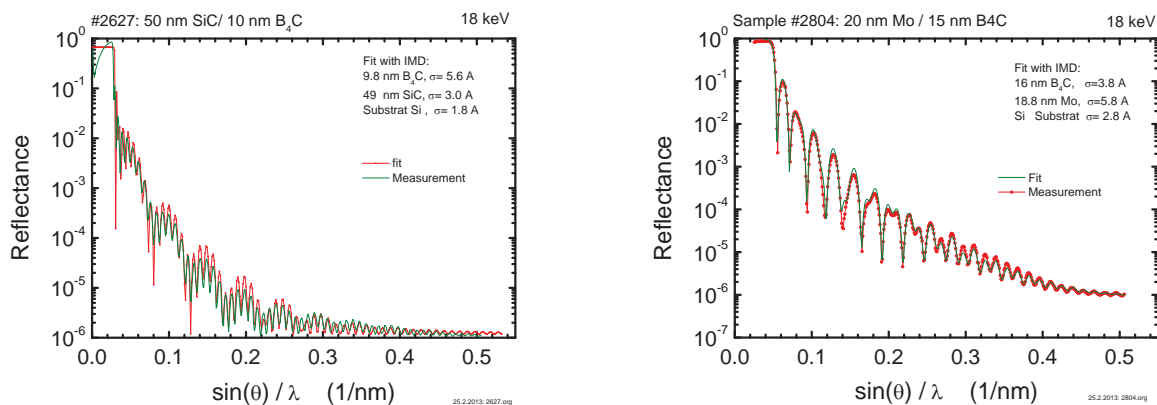 #2627: 50 nm SiC/ 10 nm B4C 18 keV
10^0
10^-1
10^-2
10^-3
10^-4
10^-5
10^-6
Reflectance
Fit with IMD:
9.8 nm B4C, σ= 5.6 A
49 nm SiC, σ= 3.0 A
Substrat Si , σ= 1.8 A
fit
Measurement
0.0 0.1 0.2 0.3 0.4 0.5
sin(θ) / λ (1/nm)
25.2.2013: 2627.org
Sample #2804: 20 nm Mo / 15 nm B4C 18 keV
10^0
10^-1
10^-2
10^-3
10^-4
10^-5
10^-6
10^-7
Reflectance
Fit with IMD:
16 nm B4C, σ=3.8 A
18.8 nm Mo, σ=5.8 A
Si Substrat σ= 2.8 A
Fit
Measurement
0.0 0.1 0.2 0.3 0.4 0.5
sin(θ) / λ (1/nm)
25.2.2013: 2804.org